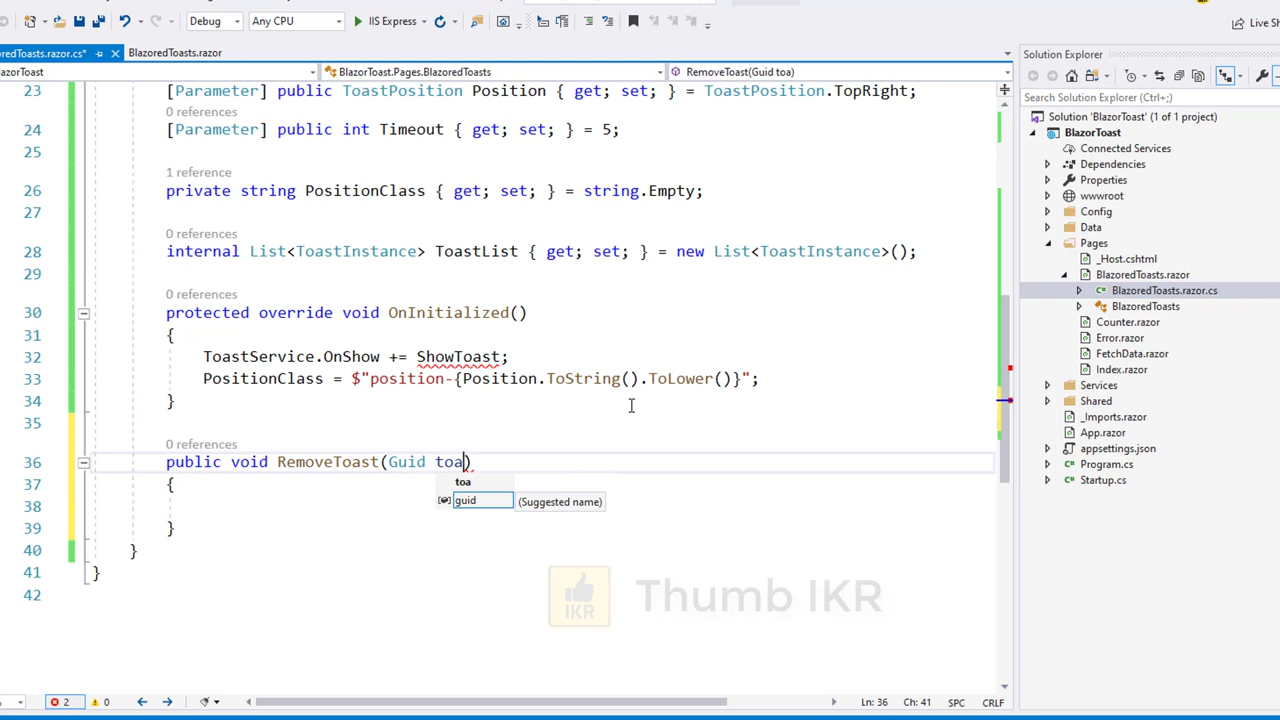 Debug Any CPU IIS Express Live Sh
oredToasts.razor.cs* BlazoredToasts.razor
azorToast BlazorToast.Pages.BlazoredToasts RemoveToast(Guid toa)
23 [Parameter] public ToastPosition Position { get; set; } = ToastPosition.TopRight;
0 references
24 [Parameter] public int Timeout { get; set; } = 5;
25
1 reference
26 private string PositionClass { get; set; } = string.Empty;
27
0 references
28 internal List<ToastInstance> ToastList { get; set; } = new List<ToastInstance>();
29
0 references
30 protected override void OnInitialized()
31 {
32 ToastService.OnShow += ShowToast;
33 PositionClass = $"position-{Position.ToString().ToLower()}";
34 }
35
0 references
36 public void RemoveToast(Guid toa)
37 {
38
39 }
40 }
41 }
42
toa
guid (Suggested name)
IKR
Thumb IKR
Solution Explorer
Search Solution Explorer (Ctrl+;)
Solution 'BlazorToast' (1 of 1 project)
BlazorToast
Connected Services
Dependencies
Properties
wwwroot
Config
Data
Pages
_Host.cshtml
BlazoredToasts.razor
BlazoredToasts.razor.cs
BlazoredToasts
Counter.razor
Error.razor
FetchData.razor
Index.razor
Services
Shared
_Imports.razor
App.razor
appsettings.json
Program.cs
Startup.cs
2 0 Ln: 36 Ch: 41 SPC CRLF